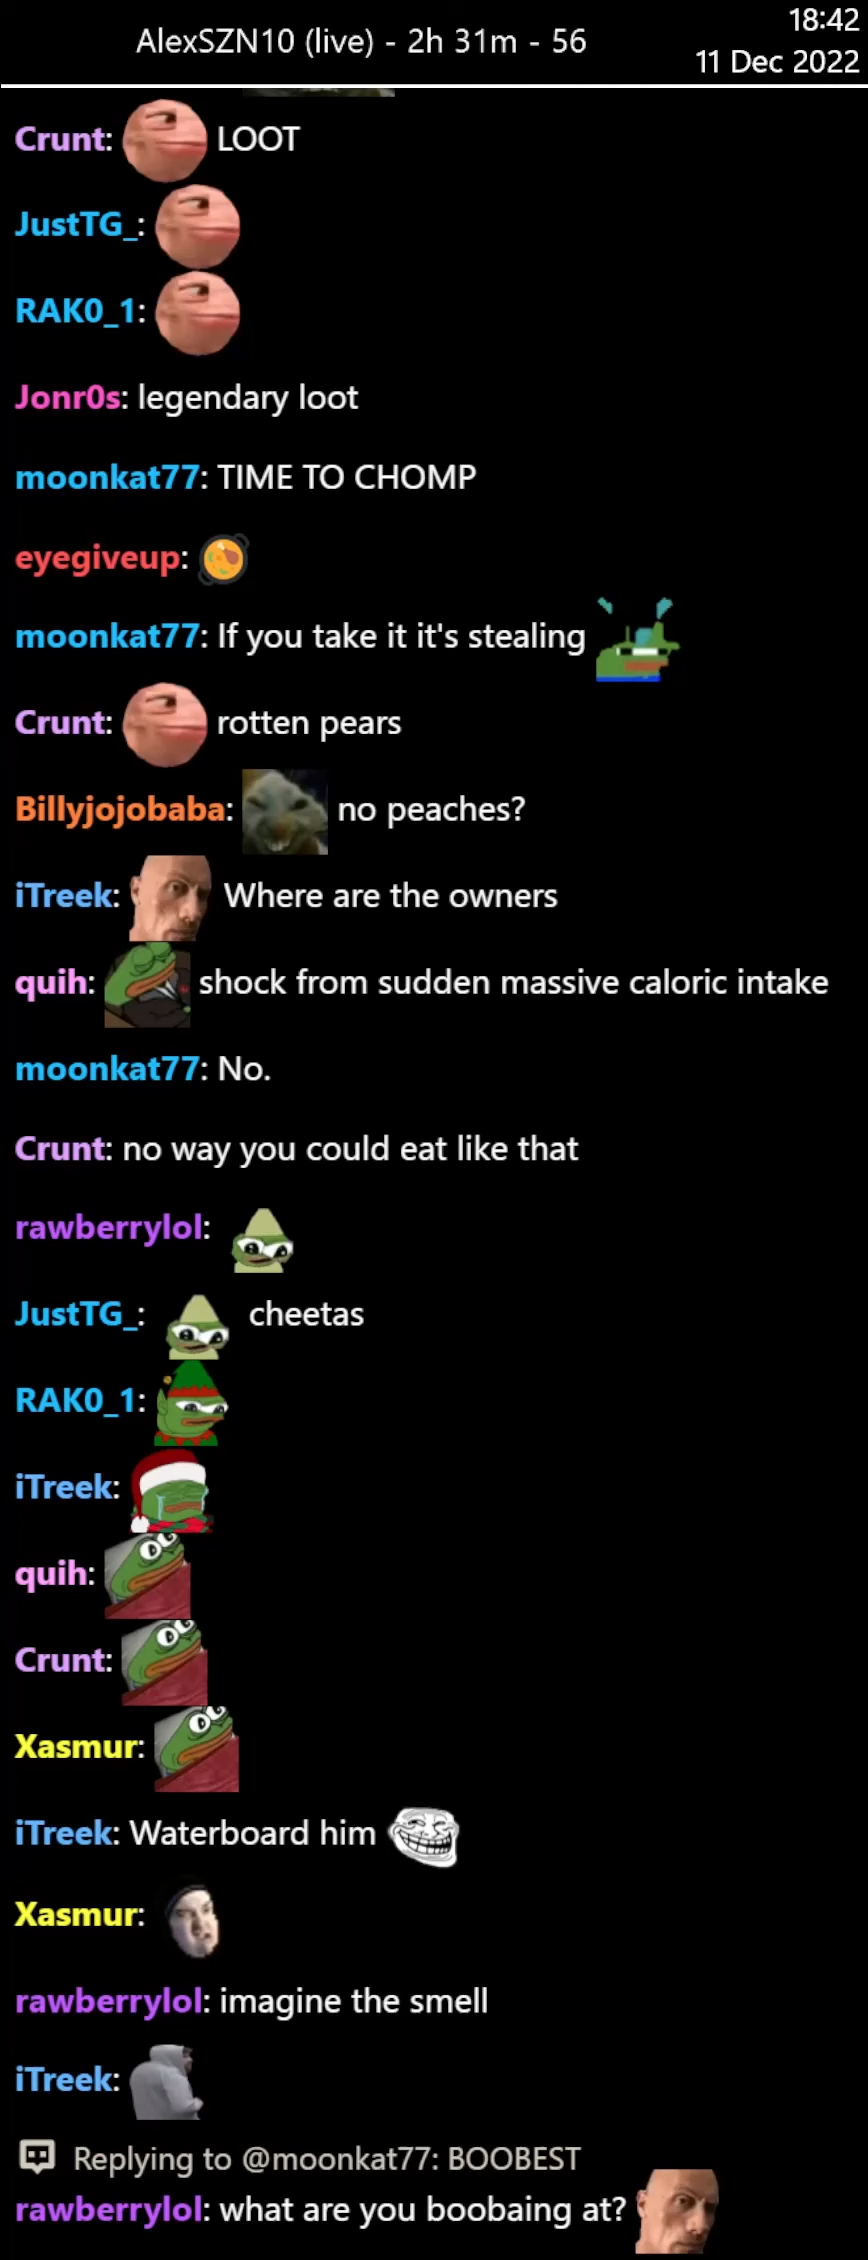 AlexSZN10 (live) - 2h 31m - 56
18:42
11 Dec 2022
Crunt: LOOT
JustTG_:
RAK0_1:
Jonr0s: legendary loot
moonkat77: TIME TO CHOMP
eyegiveup:
moonkat77: If you take it it's stealing
Crunt: rotten pears
Billyjojobaba: no peaches?
iTreek: Where are the owners
quih: shock from sudden massive caloric intake
moonkat77: No.
Crunt: no way you could eat like that
rawberrylol:
JustTG_: cheetas
RAK0_1:
iTreek:
quih:
Crunt:
Xasmur:
iTreek: Waterboard him
Xasmur:
rawberrylol: imagine the smell
iTreek:
Replying to @moonkat77: BOOBEST
rawberrylol: what are you boobaing at?